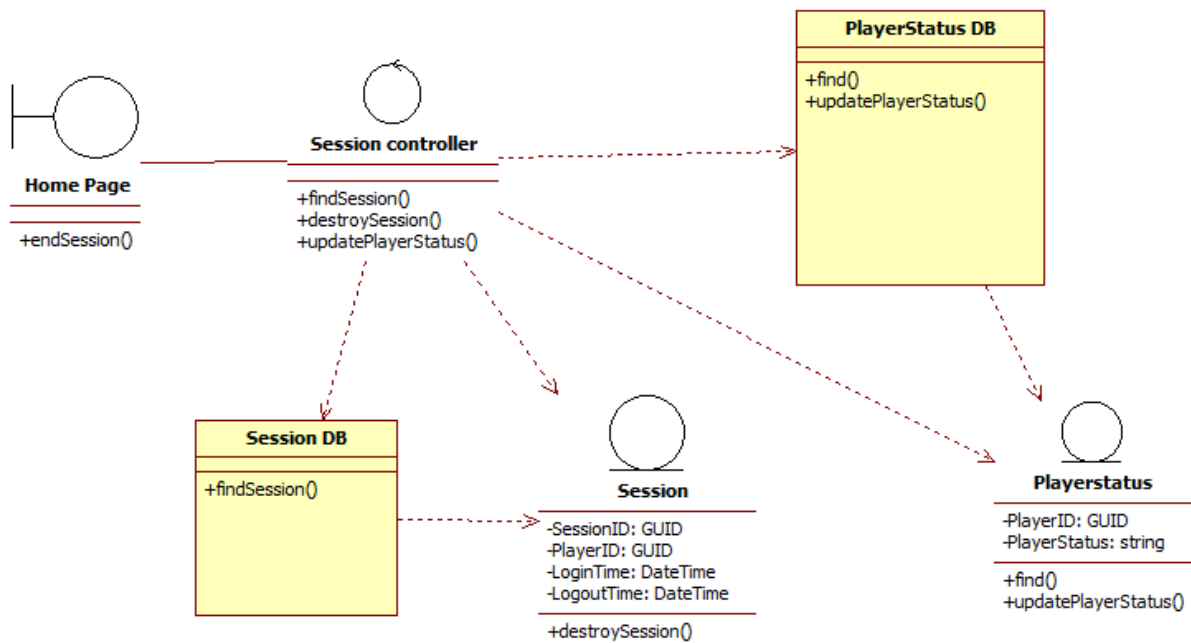 PlayerStatus DB
+find()
+updatePlayerStatus()
Session controller
+findSession()
+destroySession()
+updatePlayerStatus()
Home Page
+endSession()
Session DB
+findSession()
Session
-SessionID: GUID
-PlayerID: GUID
-LoginTime: DateTime
-LogoutTime: DateTime
+destroySession()
Playerstatus
-PlayerID: GUID
-PlayerStatus: string
+find()
+updatePlayerStatus()